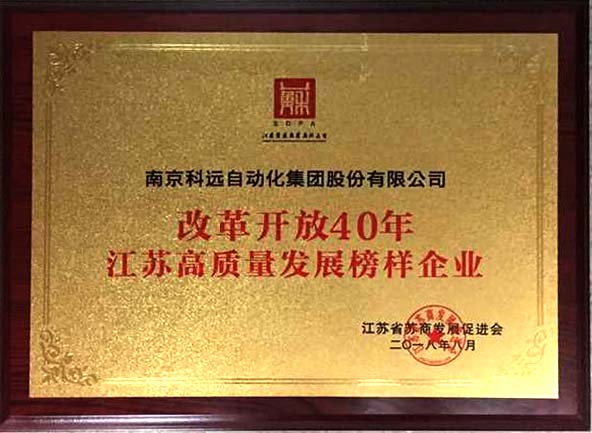 SDPA
南京科远自动化集团股份有限公司
改革开放40年
江苏高质量发展榜样企业
江苏省苏商发展促进会
二〇一八年八月